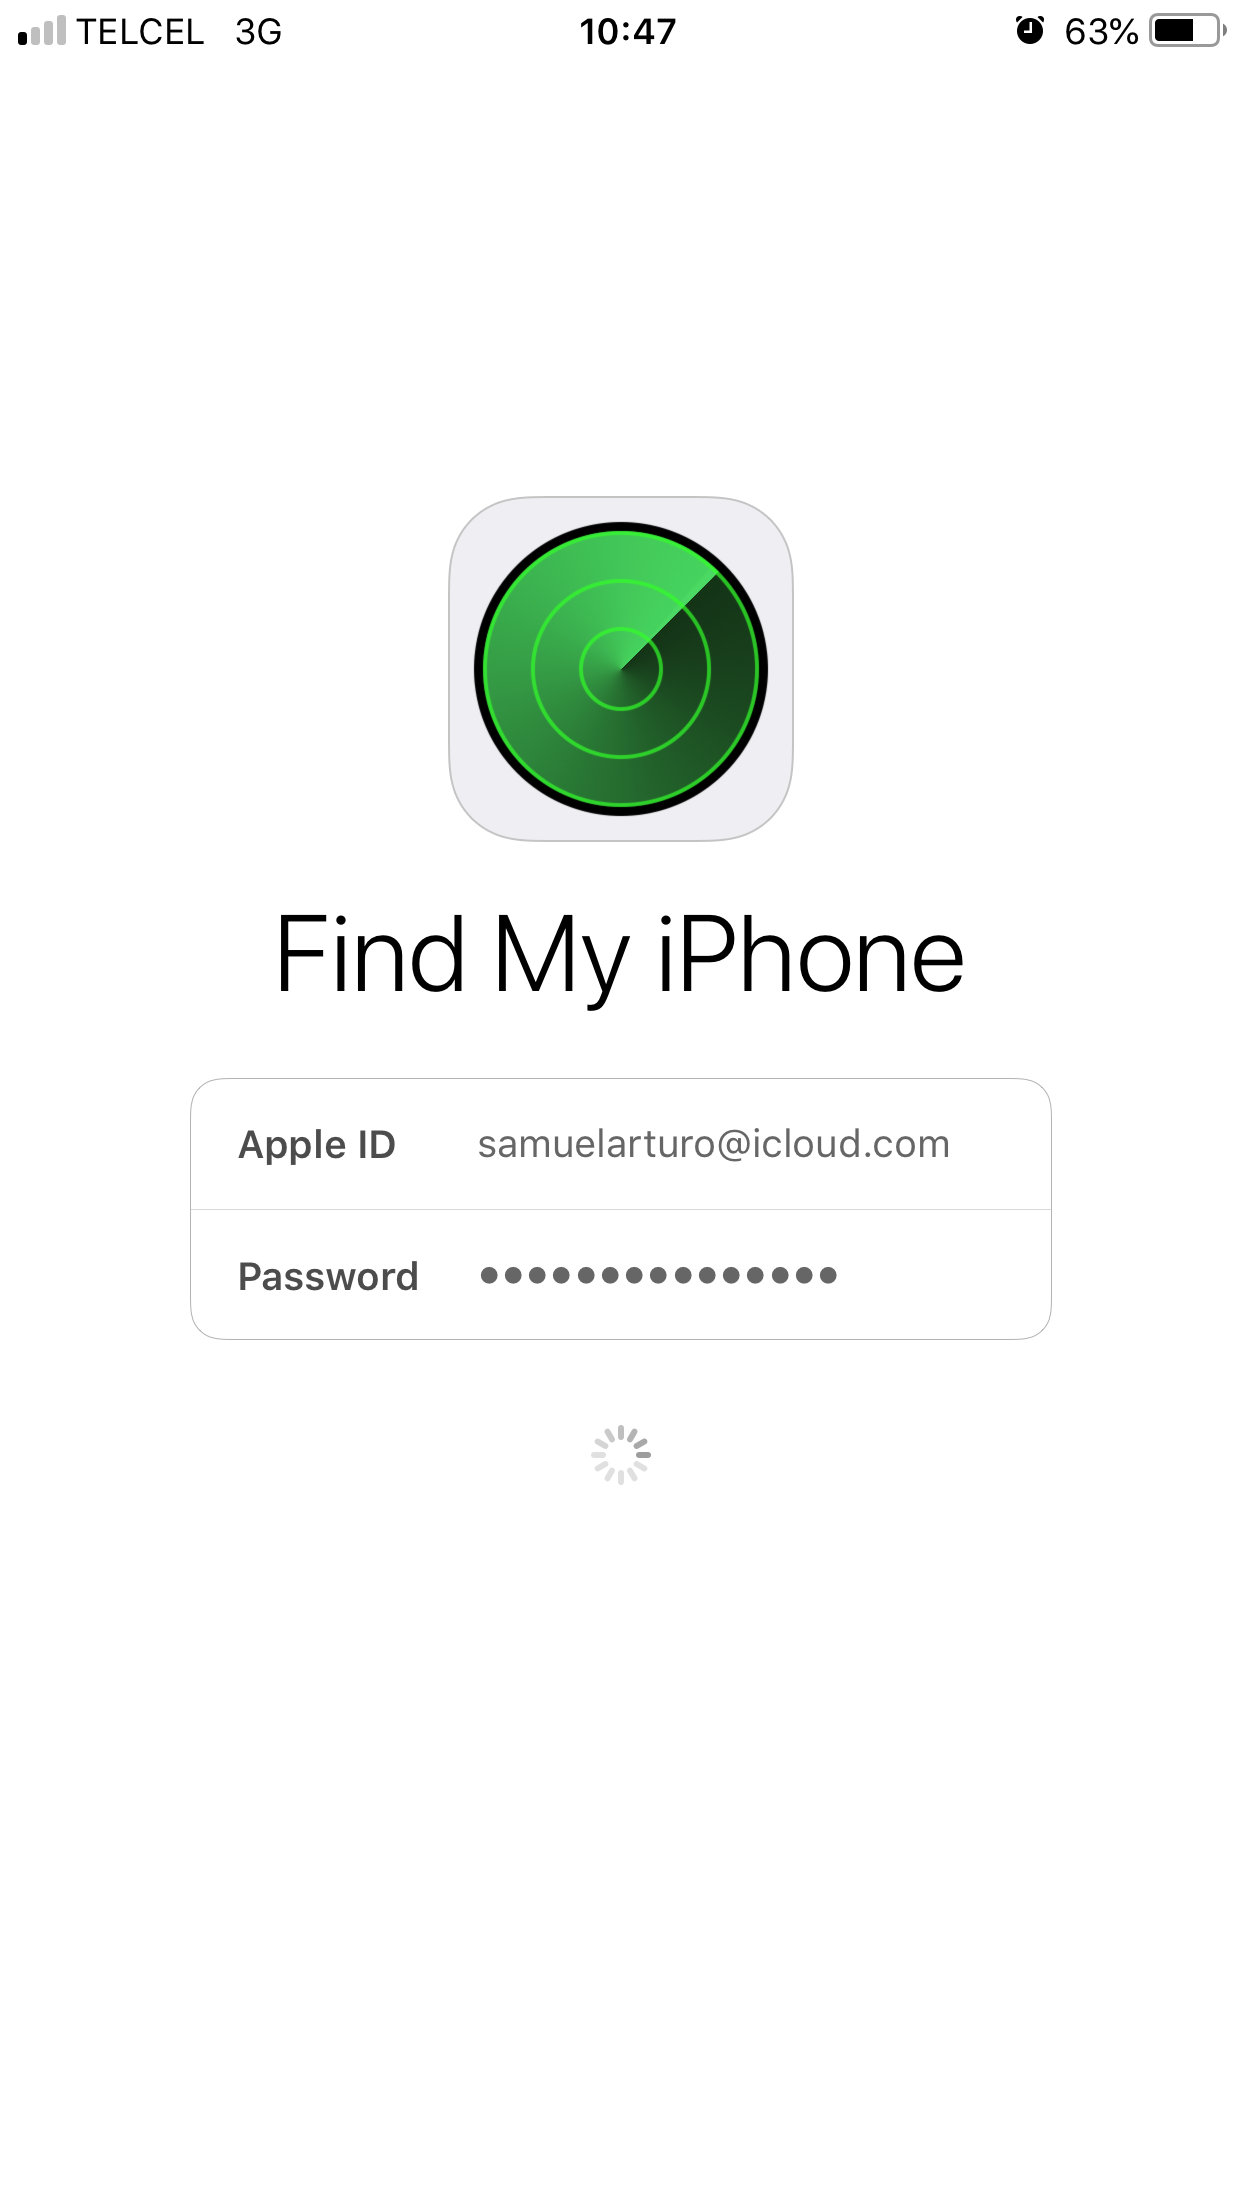 TELCEL 3G 10:47 63%
Find My iPhone
Apple ID samuelarturo@icloud.com
Password •••••••••••••••